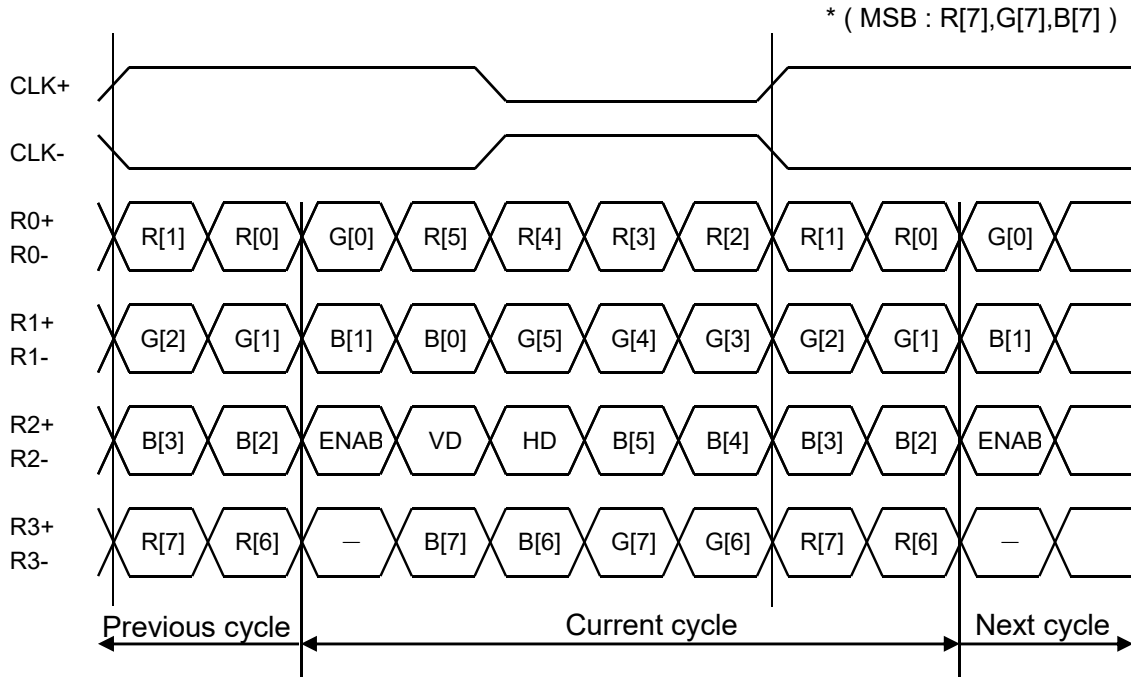 * ( MSB : R[7],G[7],B[7] )
CLK+
CLK-
R0+
R0-
R[1] R[0] G[0] R[5] R[4] R[3] R[2] R[1] R[0] G[0]
R1+
R1-
G[2] G[1] B[1] B[0] G[5] G[4] G[3] G[2] G[1] B[1]
R2+
R2-
B[3] B[2] ENAB VD HD B[5] B[4] B[3] B[2] ENAB
R3+
R3-
R[7] R[6] — B[7] B[6] G[7] G[6] R[7] R[6] —
Previous cycle Current cycle Next cycle